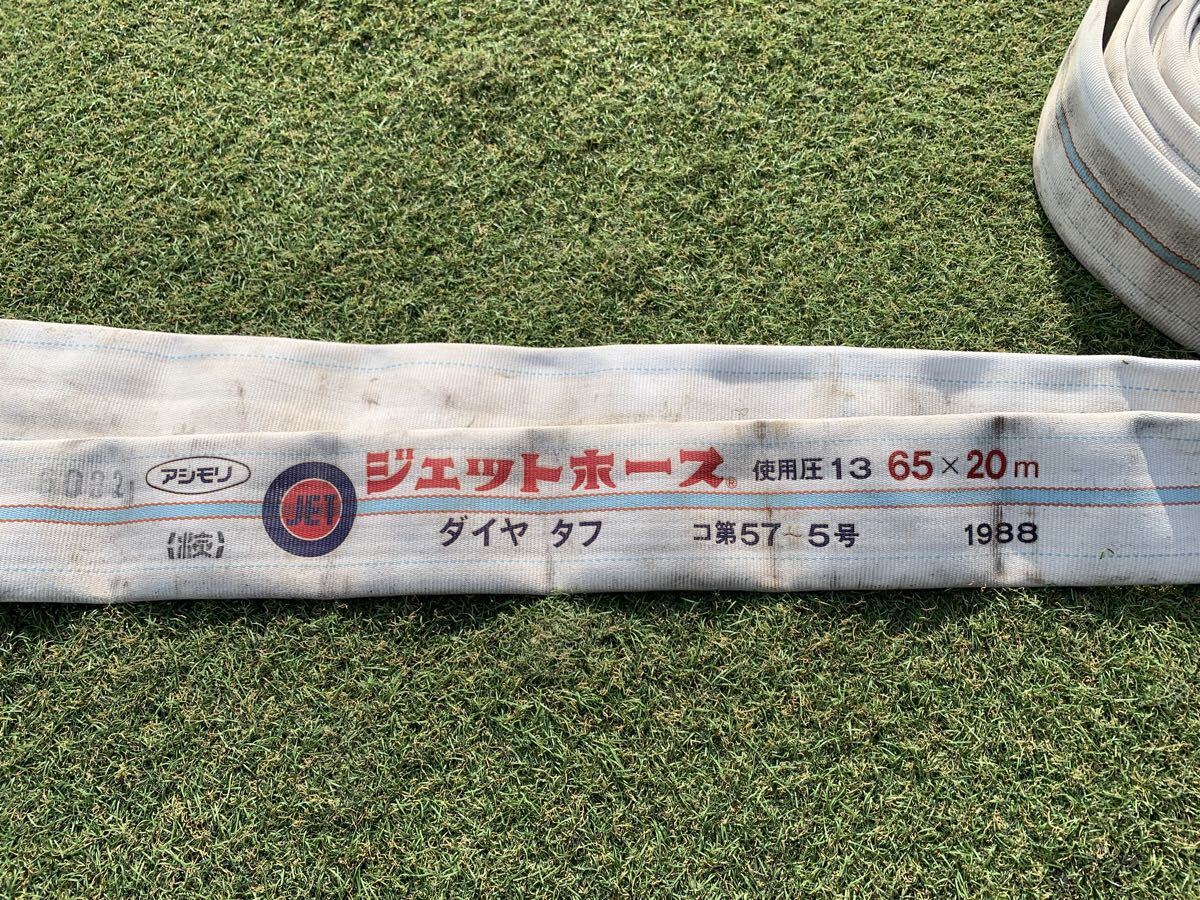 アシモリ
JET
ジェットホース® 使用圧13 65×20m
【検】
ダイヤ タフ コ第57~5号 1988